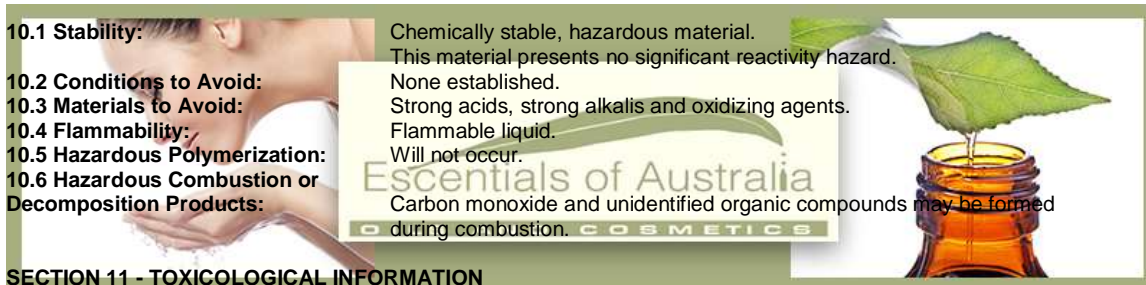 10.1 Stability: Chemically stable, hazardous material.
This material presents no significant reactivity hazard.
10.2 Conditions to Avoid: None established.
10.3 Materials to Avoid: Strong acids, strong alkalis and oxidizing agents.
10.4 Flammability: Flammable liquid.
10.5 Hazardous Polymerization: Will not occur.
10.6 Hazardous Combustion or
Escentials of Australia
Decomposition Products: Carbon monoxide and unidentified organic compounds may be formed
during combustion.
COSMETICS
SECTION 11 - TOXICOLOGICAL INFORMATION